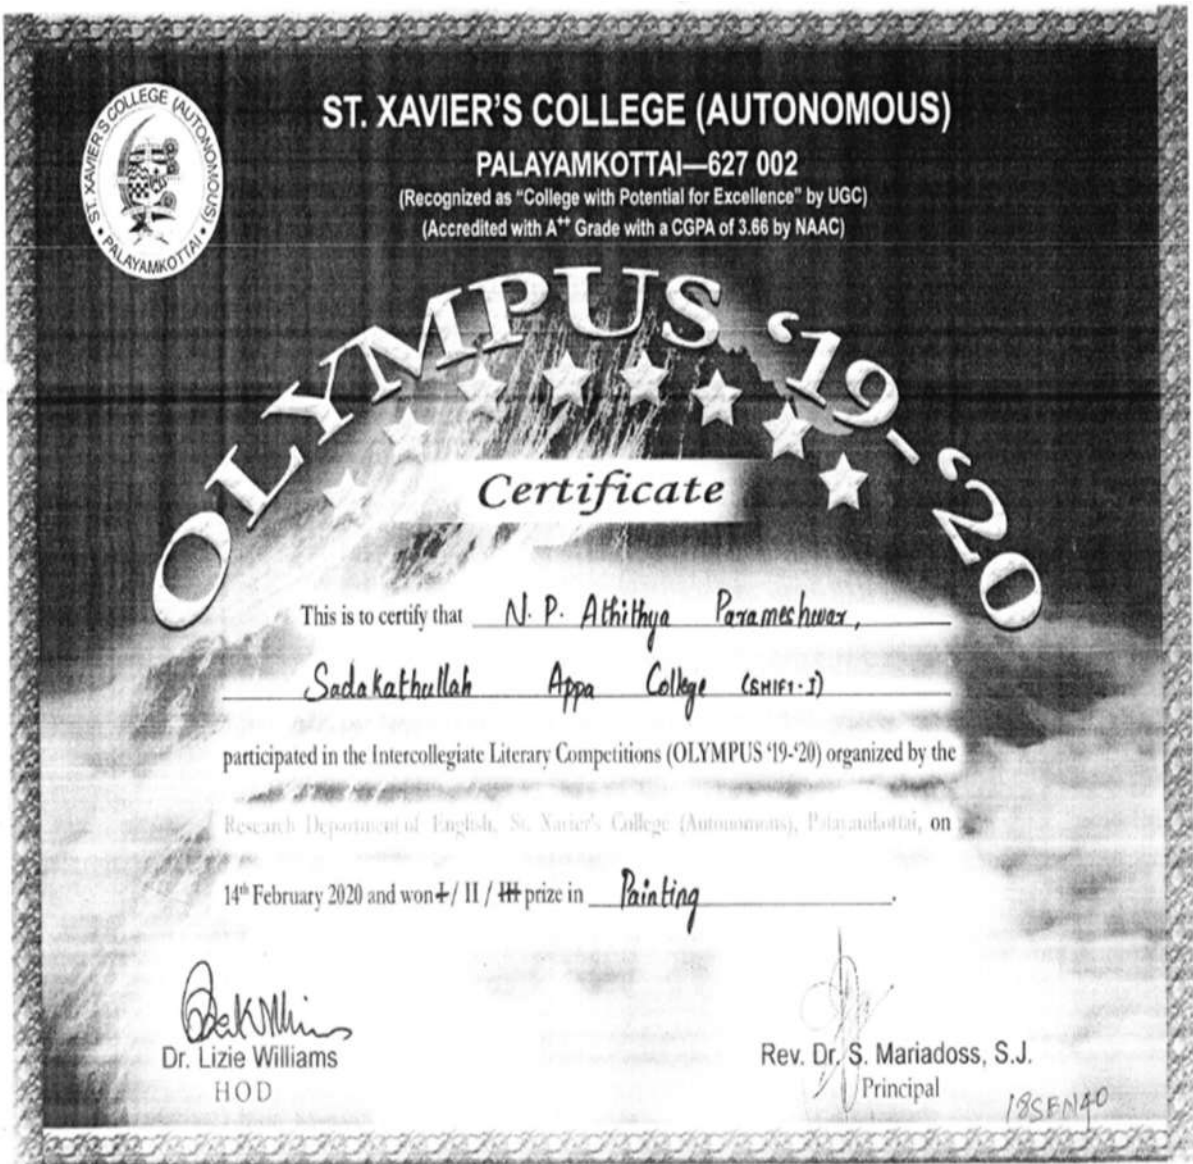 ST. XAVIER'S COLLEGE (AUTONOMOUS) • PALAYAMKOTTAI •
ST. XAVIER'S COLLEGE (AUTONOMOUS)
PALAYAMKOTTAI—627 002
(Recognized as "College with Potential for Excellence" by UGC)
(Accredited with A++ Grade with a CGPA of 3.66 by NAAC)
OLYMPUS ‘19-‘20
Certificate
This is to certify that N. P. Athithya Parameshwar,
Sadakathullah Appa College (SHIFT-I)
participated in the Intercollegiate Literary Competitions (OLYMPUS ‘19-‘20) organized by the
Research Department of English, St. Xavier's College (Autonomous), Palayamkottai, on
14th February 2020 and won I / II / III prize in Painting.
Dr. Lizie Williams
HOD
Rev. Dr. S. Mariadoss, S.J.
Principal
18SEN40